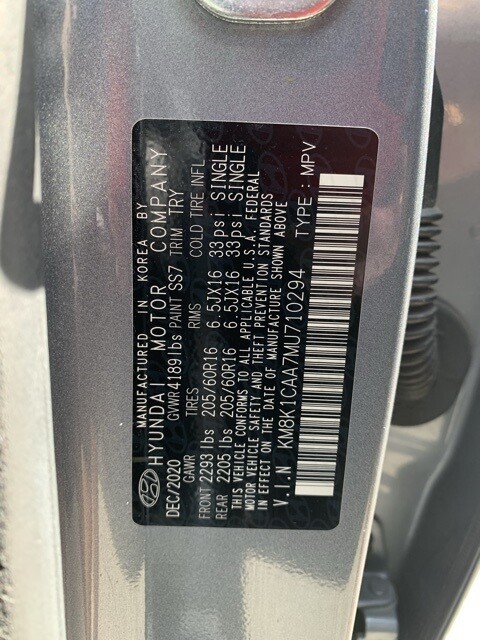 MANUFACTURED IN KOREA BY
HYUNDAI MOTOR COMPANY
DEC/2020 GVWR 4189 lbs PAINT SS7 TRIM TRY
GAWR TIRES RIMS COLD TIRE INFL
FRONT 2293 lbs 205/60R16 6.5JX16 33psi SINGLE
REAR 2205 lbs 205/60R16 6.5JX16 33psi SINGLE
THIS VEHICLE CONFORMS TO ALL APPLICABLE U.S.A. FEDERAL
MOTOR VEHICLE SAFETY AND THEFT PREVENTION STANDARDS
IN EFFECT ON THE DATE OF MANUFACTURE SHOWN ABOVE
V.I.N KM8K1CAA7MU710294 TYPE : MPV